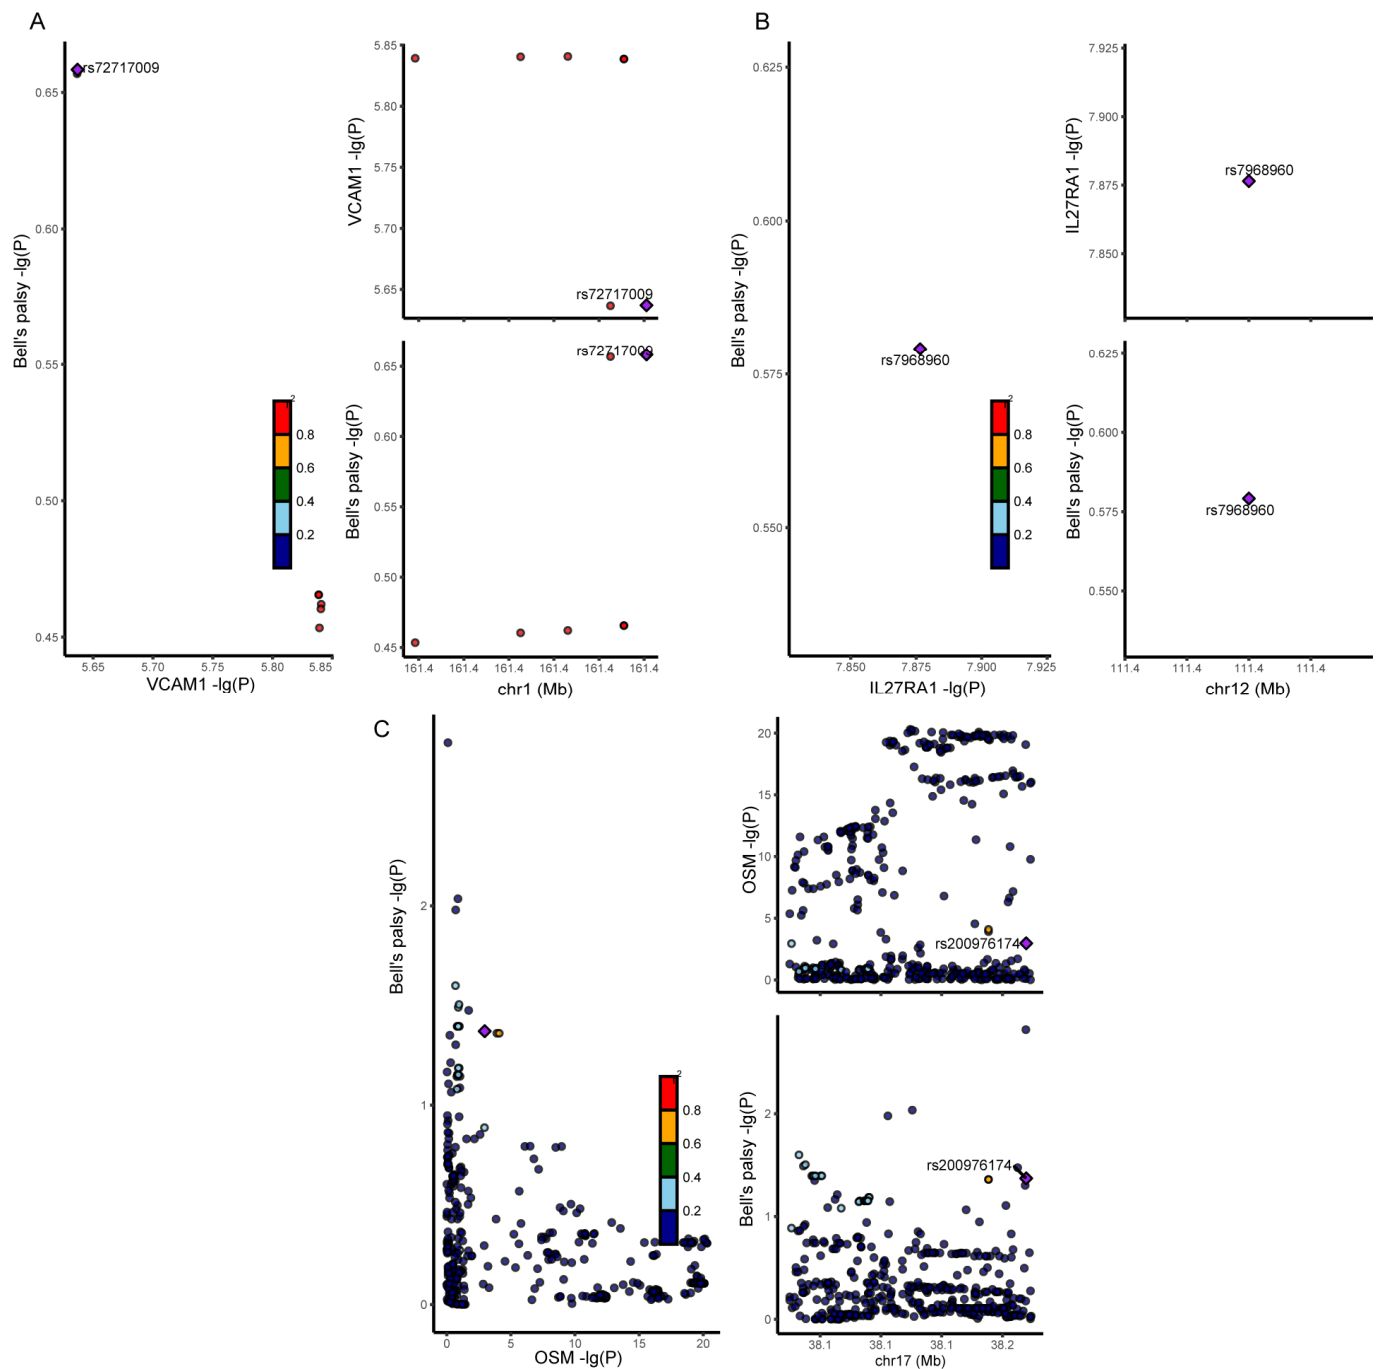 A
Bell's palsy -lg(P)
0.65
0.60
0.55
0.50
0.45
rs72717009
r2
0.8
0.6
0.4
0.2
5.65 5.70 5.75 5.80 5.85
VCAM1 -lg(P)
VCAM1 -lg(P)
5.85
5.80
5.75
5.70
5.65
rs72717009
Bell's palsy -lg(P)
0.65
0.60
0.55
0.50
0.45
rs72717009
161.4 161.4 161.4 161.4 161.4 161.4
chr1 (Mb)
B
Bell's palsy -lg(P)
0.625
0.600
0.575
0.550
rs7968960
r2
0.8
0.6
0.4
0.2
7.850 7.875 7.900 7.925
IL27RA1 -lg(P)
IL27RA1 -lg(P)
7.925
7.900
7.875
7.850
rs7968960
Bell's palsy -lg(P)
0.625
0.600
0.575
0.550
rs7968960
111.4 111.4 111.4 111.4
chr12 (Mb)
C
Bell's palsy -lg(P)
2
1
0
r2
0.8
0.6
0.4
0.2
0 5 10 15 20
OSM -lg(P)
OSM -lg(P)
20
15
10
5
0
rs200976174
Bell's palsy -lg(P)
2
1
0
rs200976174
38.1 38.1 38.1 38.2
chr17 (Mb)